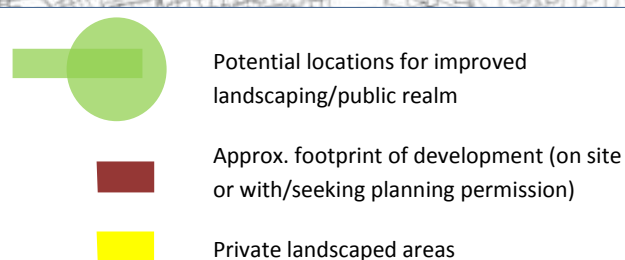 Potential locations for improved
landscaping/public realm
Approx. footprint of development (on site
or with/seeking planning permission)
Private landscaped areas